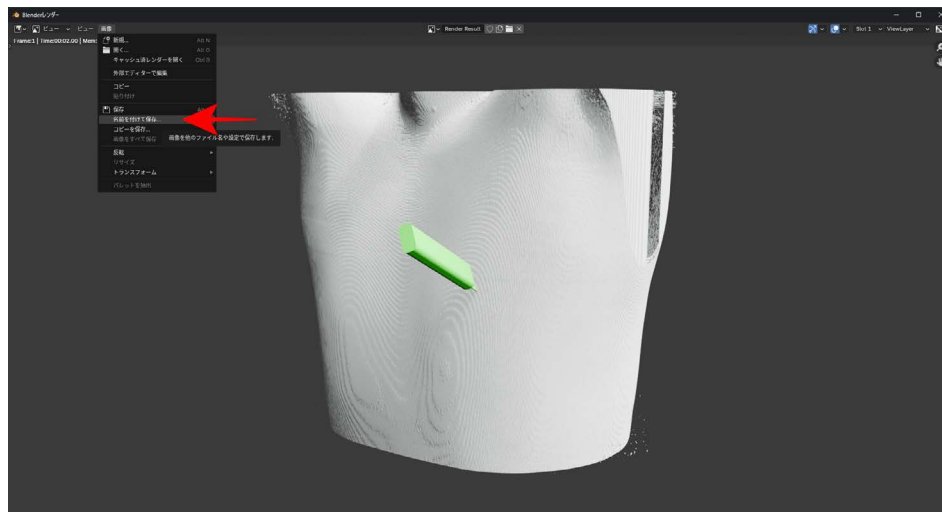 Blenderレンダー
ビュー ビュー 画像
Render Result
Slot 1 ViewLayer
Frame:1 | Time:00:02.00 | Mem:
新規... Alt N
開く... Alt O
キャッシュ済レンダーを開く Ctrl R
外部エディターで編集
コピー
貼り付け
保存
名前を付けて保存...
コピーを保存...
画像をすべて保存
画像を他のファイル名や設定で保存します.
反転
リサイズ
トランスフォーム
パレットを抽出